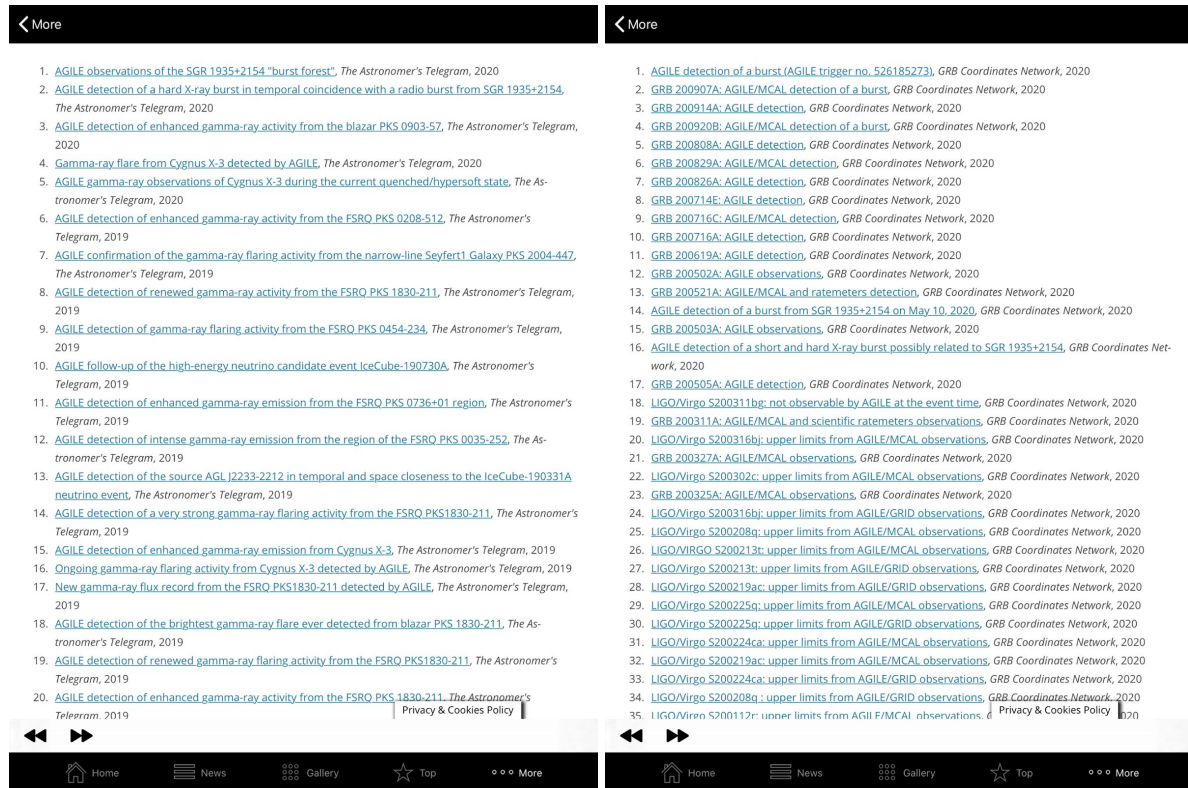 More
1. AGILE observations of the SGR 1935+2154 "burst forest", The Astronomer's Telegram, 2020
2. AGILE detection of a hard X-ray burst in temporal coincidence with a radio burst from SGR 1935+2154,
The Astronomer's Telegram, 2020
3. AGILE detection of enhanced gamma-ray activity from the blazar PKS 0903-57, The Astronomer's Telegram,
2020
4. Gamma-ray flare from Cygnus X-3 detected by AGILE, The Astronomer's Telegram, 2020
5. AGILE gamma-ray observations of Cygnus X-3 during the current quenched/hypersoft state, The As-
tronomer's Telegram, 2020
6. AGILE detection of enhanced gamma-ray activity from the FSRQ PKS 0208-512, The Astronomer's
Telegram, 2019
7. AGILE confirmation of the gamma-ray flaring activity from the narrow-line Seyfert1 Galaxy PKS 2004-447,
The Astronomer's Telegram, 2019
8. AGILE detection of renewed gamma-ray activity from the FSRQ PKS 1830-211, The Astronomer's Telegram,
2019
9. AGILE detection of gamma-ray flaring activity from the FSRQ PKS 0454-234, The Astronomer's Telegram,
2019
10. AGILE follow-up of the high-energy neutrino candidate event IceCube-190730A, The Astronomer's
Telegram, 2019
11. AGILE detection of enhanced gamma-ray emission from the FSRQ PKS 0736+01 region, The Astronomer's
Telegram, 2019
12. AGILE detection of intense gamma-ray emission from the region of the FSRQ PKS 0035-252, The As-
tronomer's Telegram, 2019
13. AGILE detection of the source AGL J2233-2212 in temporal and space closeness to the IceCube-190331A
neutrino event, The Astronomer's Telegram, 2019
14. AGILE detection of a very strong gamma-ray flaring activity from the FSRQ PKS1830-211, The Astronomer's
Telegram, 2019
15. AGILE detection of enhanced gamma-ray emission from Cygnus X-3, The Astronomer's Telegram, 2019
16. Ongoing gamma-ray flaring activity from Cygnus X-3 detected by AGILE, The Astronomer's Telegram, 2019
17. New gamma-ray flux record from the FSRQ PKS1830-211 detected by AGILE, The Astronomer's Telegram,
2019
18. AGILE detection of the brightest gamma-ray flare ever detected from blazar PKS 1830-211, The As-
tronomer's Telegram, 2019
19. AGILE detection of renewed gamma-ray flaring activity from the FSRQ PKS1830-211, The Astronomer's
Telegram, 2019
20. AGILE detection of enhanced gamma-ray activity from the FSRQ PKS 1830-211, The Astronomer's
Telegram, 2019
Privacy & Cookies Policy
Home News Gallery Top More
More
1. AGILE detection of a burst (AGILE trigger no. 526185273), GRB Coordinates Network, 2020
2. GRB 200907A: AGILE/MCAL detection of a burst, GRB Coordinates Network, 2020
3. GRB 200914A: AGILE detection, GRB Coordinates Network, 2020
4. GRB 200920B: AGILE/MCAL detection of a burst, GRB Coordinates Network, 2020
5. GRB 200808A: AGILE detection, GRB Coordinates Network, 2020
6. GRB 200829A: AGILE/MCAL detection, GRB Coordinates Network, 2020
7. GRB 200826A: AGILE detection, GRB Coordinates Network, 2020
8. GRB 200714E: AGILE detection, GRB Coordinates Network, 2020
9. GRB 200716C: AGILE/MCAL detection, GRB Coordinates Network, 2020
10. GRB 200716A: AGILE detection, GRB Coordinates Network, 2020
11. GRB 200619A: AGILE detection, GRB Coordinates Network, 2020
12. GRB 200502A: AGILE observations, GRB Coordinates Network, 2020
13. GRB 200521A: AGILE/MCAL and ratemeters detection, GRB Coordinates Network, 2020
14. AGILE detection of a burst from SGR 1935+2154 on May 10, 2020, GRB Coordinates Network, 2020
15. GRB 200503A: AGILE observations, GRB Coordinates Network, 2020
16. AGILE detection of a short and hard X-ray burst possibly related to SGR 1935+2154, GRB Coordinates Net-
work, 2020
17. GRB 200505A: AGILE detection, GRB Coordinates Network, 2020
18. LIGO/Virgo S200311bg: not observable by AGILE at the event time, GRB Coordinates Network, 2020
19. GRB 200311A: AGILE/MCAL and scientific ratemeters observations, GRB Coordinates Network, 2020
20. LIGO/Virgo S200316bj: upper limits from AGILE/MCAL observations, GRB Coordinates Network, 2020
21. GRB 200327A: AGILE/MCAL observations, GRB Coordinates Network, 2020
22. LIGO/Virgo S200302c: upper limits from AGILE/MCAL observations, GRB Coordinates Network, 2020
23. GRB 200325A: AGILE/MCAL observations, GRB Coordinates Network, 2020
24. LIGO/Virgo S200316bj: upper limits from AGILE/GRID observations, GRB Coordinates Network, 2020
25. LIGO/Virgo S200208q: upper limits from AGILE/MCAL observations, GRB Coordinates Network, 2020
26. LIGO/VIRGO S200213t: upper limits from AGILE/MCAL observations, GRB Coordinates Network, 2020
27. LIGO/Virgo S200213t: upper limits from AGILE/GRID observations, GRB Coordinates Network, 2020
28. LIGO/Virgo S200219ac: upper limits from AGILE/GRID observations, GRB Coordinates Network, 2020
29. LIGO/Virgo S200225q: upper limits from AGILE/MCAL observations, GRB Coordinates Network, 2020
30. LIGO/Virgo S200225q: upper limits from AGILE/GRID observations, GRB Coordinates Network, 2020
31. LIGO/Virgo S200224ca: upper limits from AGILE/MCAL observations, GRB Coordinates Network, 2020
32. LIGO/Virgo S200219ac: upper limits from AGILE/MCAL observations, GRB Coordinates Network, 2020
33. LIGO/Virgo S200224ca: upper limits from AGILE/GRID observations, GRB Coordinates Network, 2020
34. LIGO/Virgo S200208q : upper limits from AGILE/GRID observations, GRB Coordinates Network, 2020
35. LIGO/Virgo S200112r: upper limits from AGILE/MCAL observations, 020
Privacy & Cookies Policy
Home News Gallery Top More